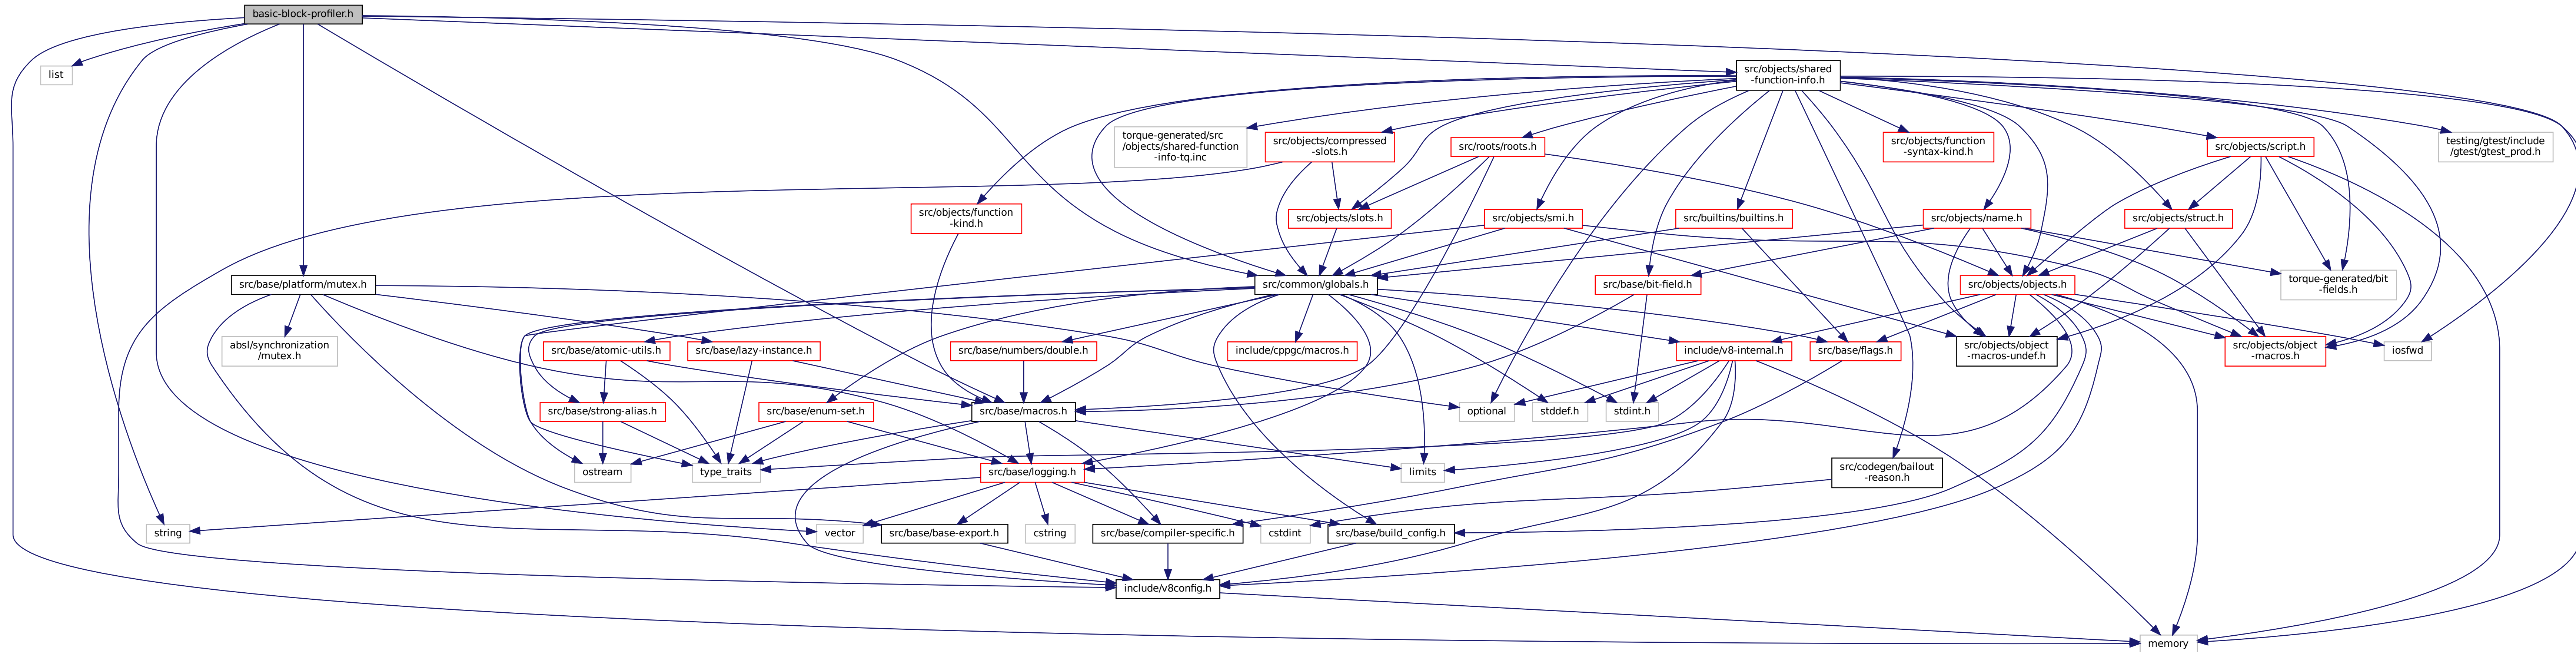 basic-block-profiler.h
list
src/objects/shared
-function-info.h
torque-generated/src
/objects/shared-function
-info-tq.inc
src/objects/compressed
-slots.h
src/roots/roots.h
src/objects/function
-syntax-kind.h
src/objects/script.h
testing/gtest/include
/gtest/gtest_prod.h
src/objects/function
-kind.h
src/objects/slots.h
src/objects/smi.h
src/builtins/builtins.h
src/objects/name.h
src/objects/struct.h
src/base/platform/mutex.h
src/common/globals.h
src/base/bit-field.h
src/objects/objects.h
torque-generated/bit
-fields.h
absl/synchronization
/mutex.h
src/base/atomic-utils.h
src/base/lazy-instance.h
src/base/numbers/double.h
include/cppgc/macros.h
include/v8-internal.h
src/base/flags.h
src/objects/object
-macros-undef.h
src/objects/object
-macros.h
iosfwd
src/base/strong-alias.h
src/base/enum-set.h
src/base/macros.h
optional
stddef.h
stdint.h
ostream
type_traits
src/base/logging.h
limits
src/codegen/bailout
-reason.h
string
vector
src/base/base-export.h
cstring
src/base/compiler-specific.h
cstdint
src/base/build_config.h
include/v8config.h
memory